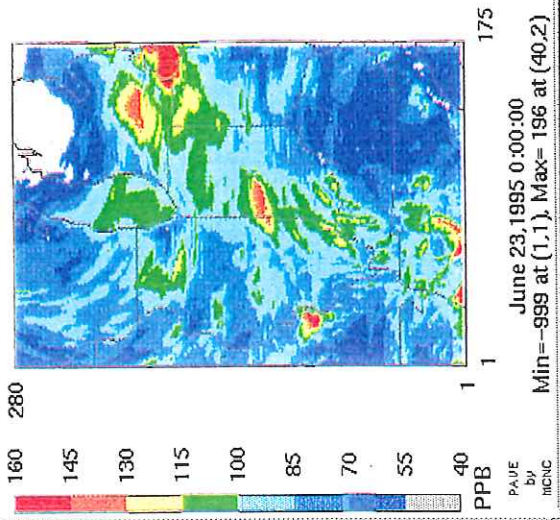 160
145
130
115
100
85
70
55
40
PPB
PAVE
by
MCNC
280
1
1
175
June 23,1995 0:00:00
Min=-999 at (1,1), Max= 196 at (40,2)